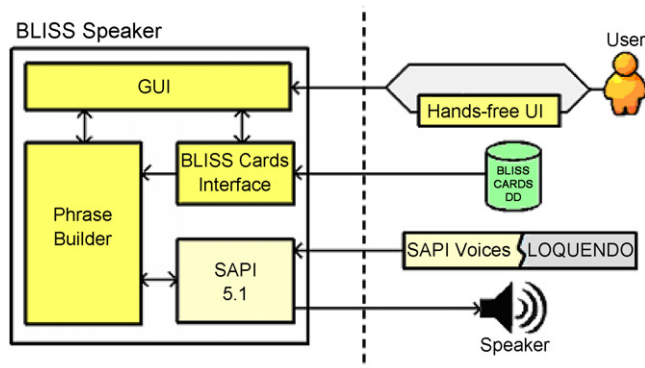 BLISS Speaker
User
GUI
Hands-free UI
BLISS Cards
Interface
BLISS
CARDS
DD
Phrase
Builder
SAPI
5.1
SAPI Voices
LOQUENDO
Speaker